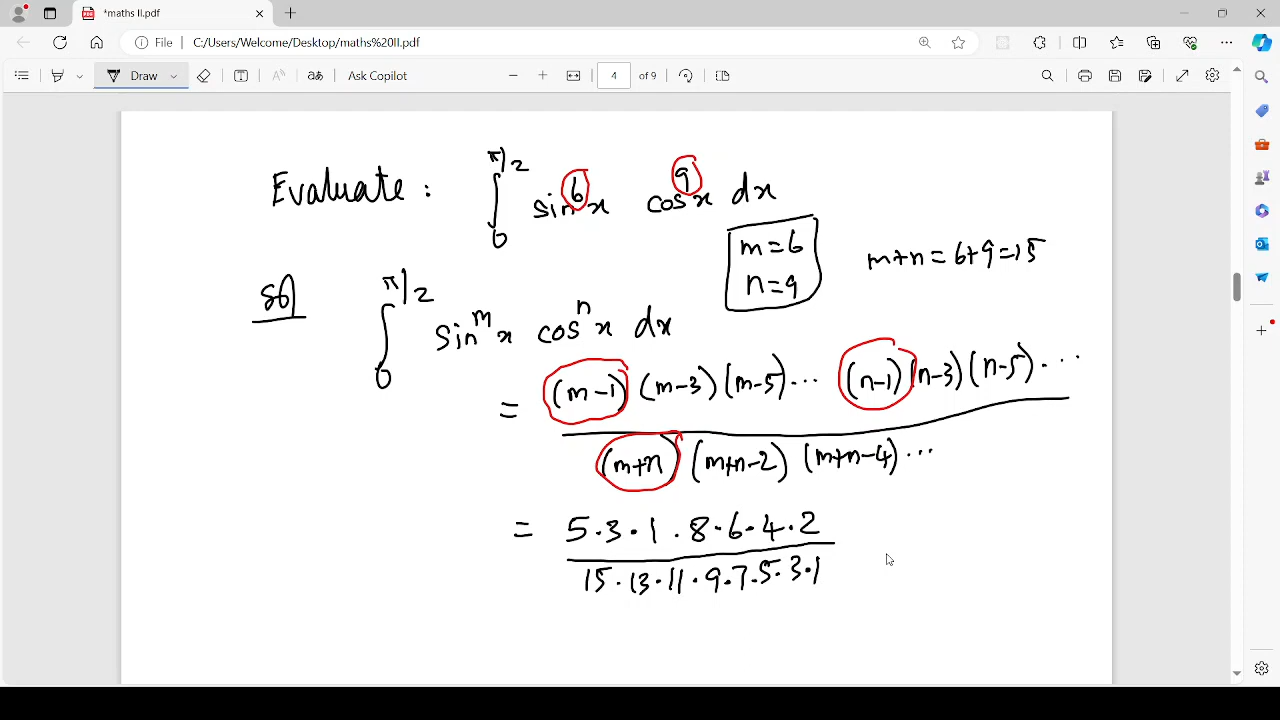 *maths II.pdf
File C:/Users/Welcome/Desktop/maths%20II.pdf
Draw Ask Copilot 4 of 9
Evaluate : ∫₀^{π/2} sin⁶x cos⁹x dx
m=6
n=9
m+n = 6+9=15
Sol
∫₀^{π/2} sin^m x cos^n x dx
= (m-1) (m-3) (m-5) ... (n-1) (n-3) (n-5) ...
(m+n) (m+n-2) (m+n-4) ...
= 5.3.1.8.6.4.2
15.13.11.9.7.5.3.1